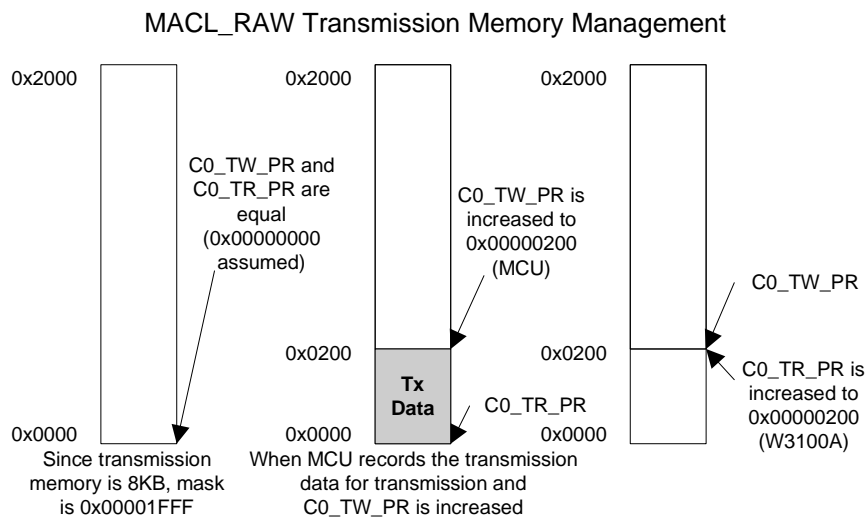 MACL_RAW Transmission Memory Management
0x2000
C0_TW_PR and
C0_TR_PR are
equal
(0x00000000
assumed)
0x0000
Since transmission
memory is 8KB, mask
is 0x00001FFF
0x2000
C0_TW_PR is
increased to
0x00000200
(MCU)
0x0200
Tx
Data
C0_TR_PR
0x0000
When MCU records the transmission
data for transmission and
C0_TW_PR is increased
0x2000
C0_TW_PR
0x0200
C0_TR_PR is
increased to
0x00000200
(W3100A)
0x0000